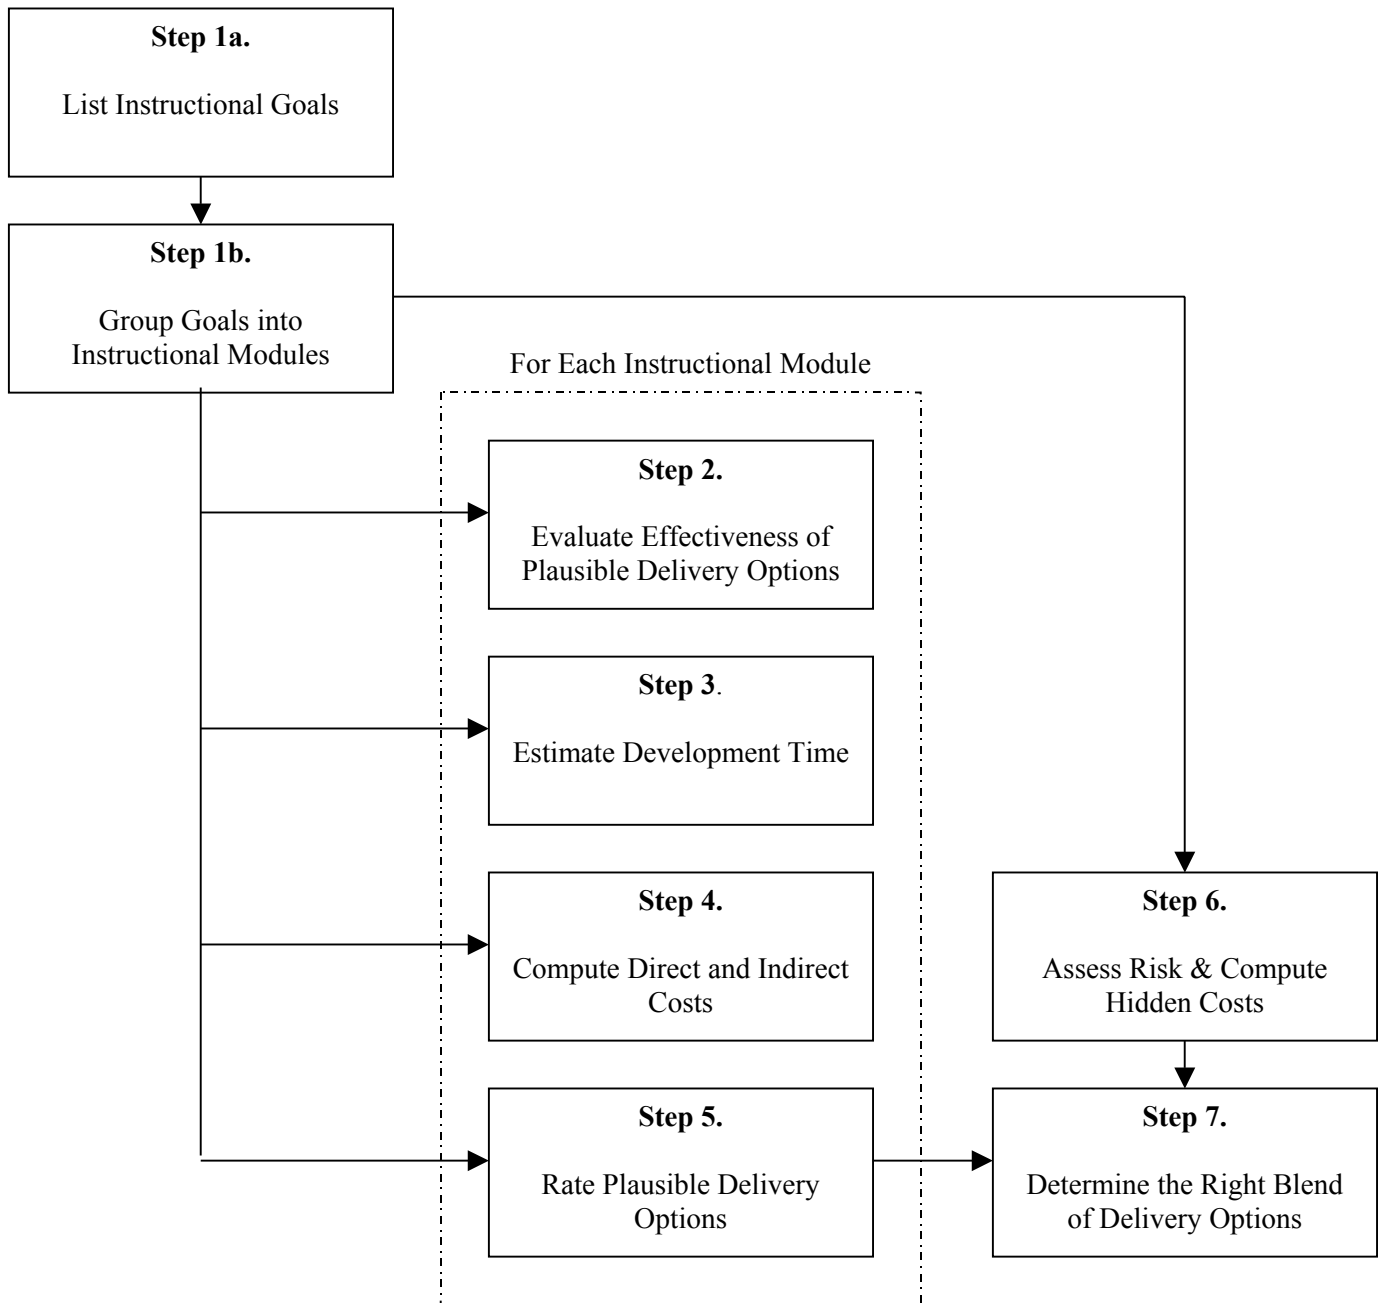 Step 1a.
List Instructional Goals
Step 1b.
Group Goals into
Instructional Modules
For Each Instructional Module
Step 2.
Evaluate Effectiveness of
Plausible Delivery Options
Step 3.
Estimate Development Time
Step 4.
Compute Direct and Indirect
Costs
Step 6.
Assess Risk & Compute
Hidden Costs
Step 5.
Rate Plausible Delivery
Options
Step 7.
Determine the Right Blend
of Delivery Options